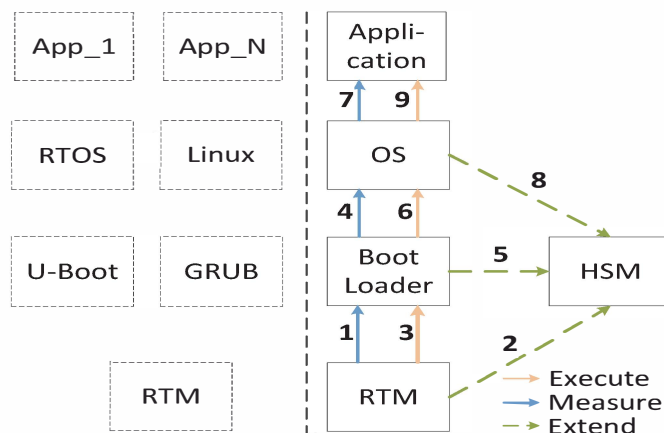 App_1
App_N
Appli-
cation
7
9
RTOS
Linux
OS
8
4
6
U-Boot
GRUB
Boot
Loader
5
HSM
1
3
2
RTM
RTM
Execute
Measure
Extend